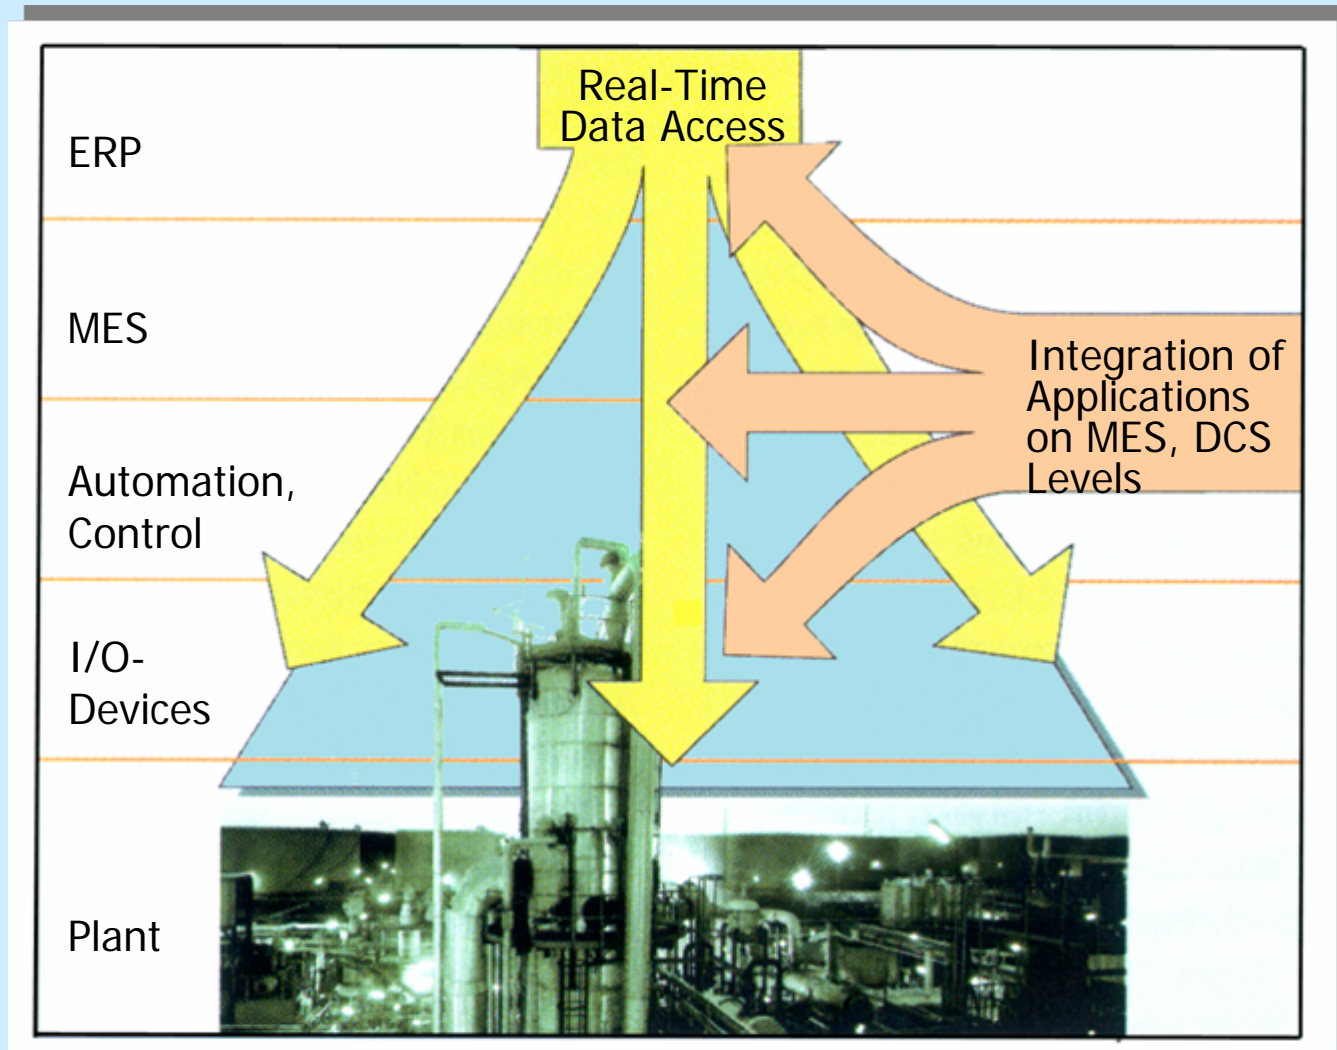 Real-Time
Data Access
ERP
MES
Integration of
Applications
on MES, DCS
Levels
Automation,
Control
I/O-
Devices
Plant